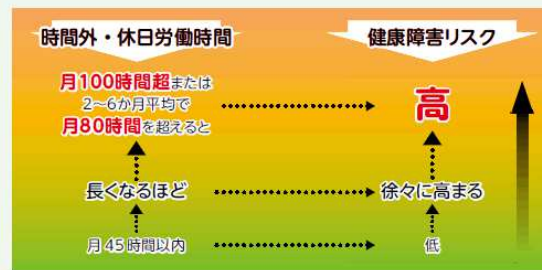 時間外・休日労働時間
健康障害リスク
月100時間超または
2〜6か月平均で
月80時間を超えると
高
長くなるほど
徐々に高まる
月45時間以内
低